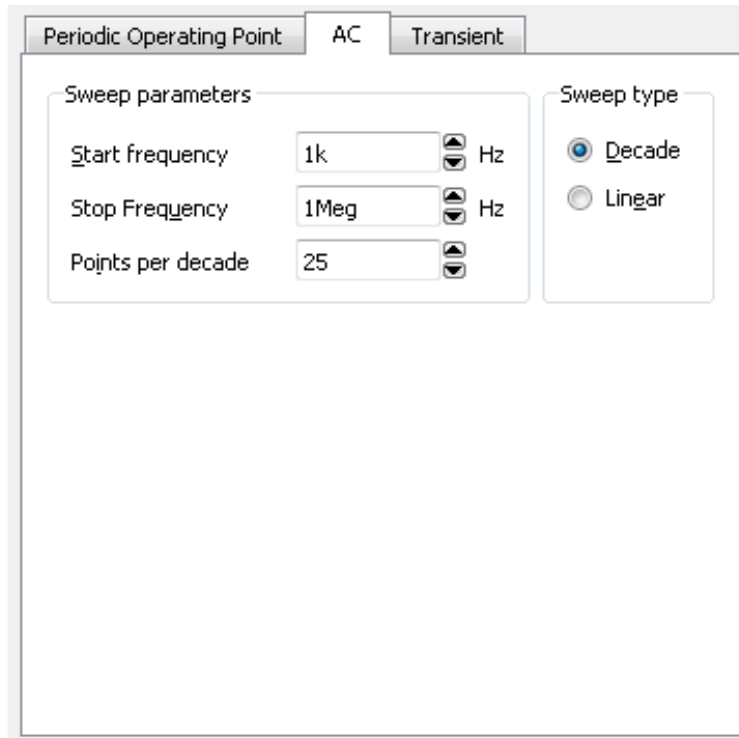 Periodic Operating Point AC Transient
Sweep parameters Sweep type
Start frequency 1k Hz Decade
Stop Frequency 1Meg Hz Linear
Points per decade 25